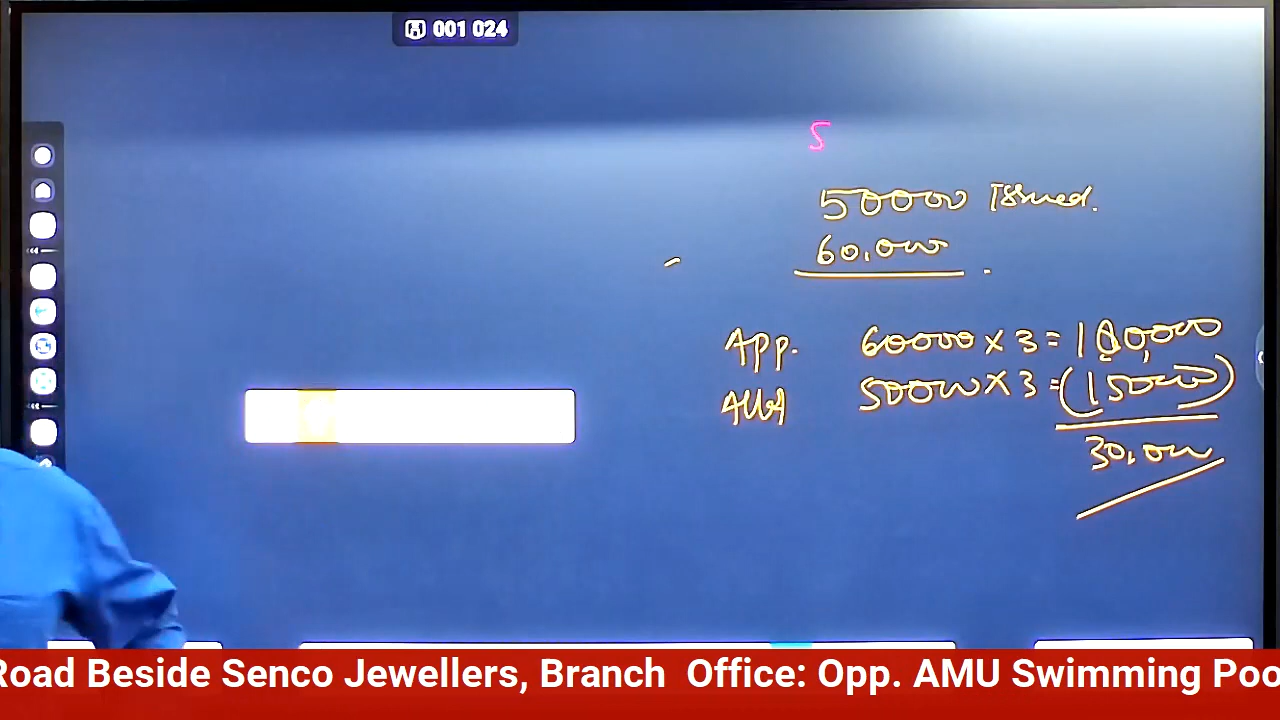 001 024
S
50000 Issued.
60,000
App. 60000 x 3 = 180,000
Allot 50000 x 3 = (150000)
30,000
Road Beside Senco Jewellers, Branch Office: Opp. AMU Swimming Poo